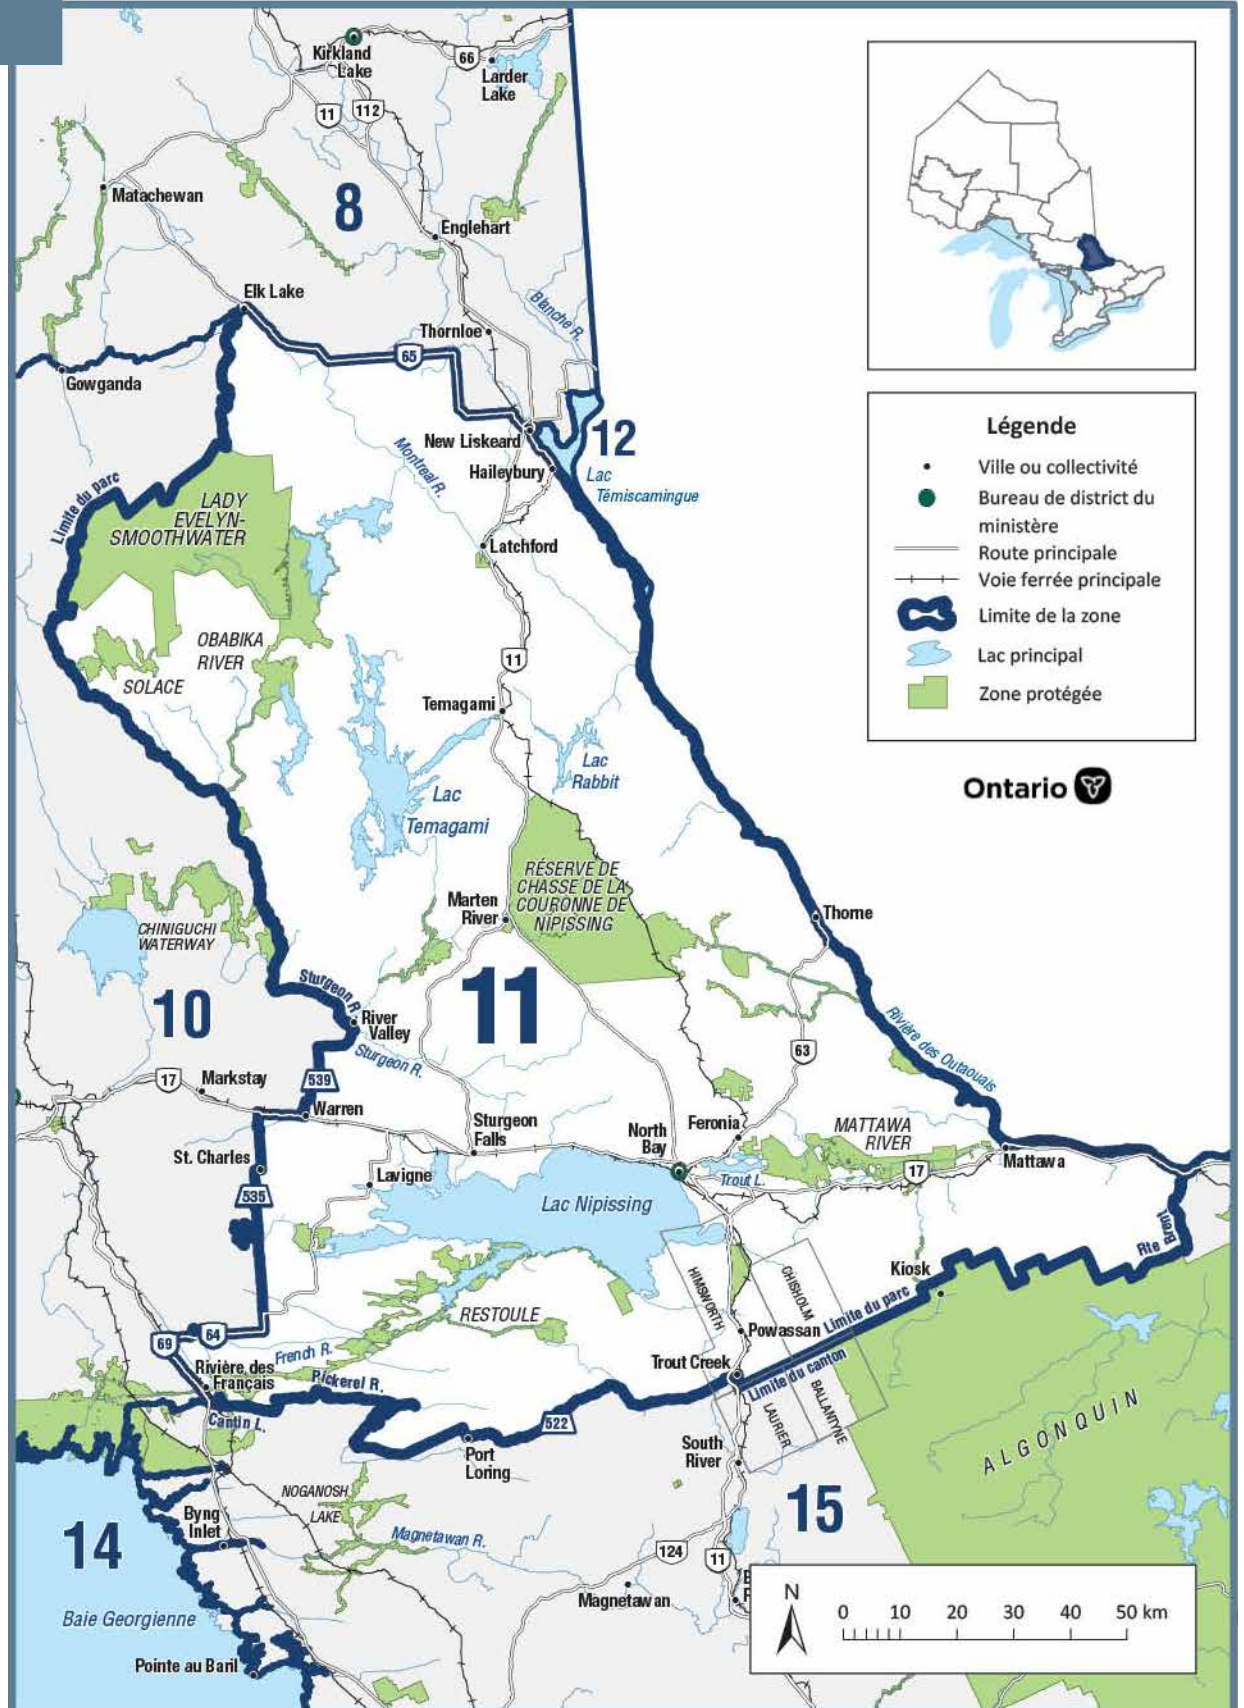 Kirkland
Lake
66
Larder
Lake
11
112
Matachewan
8
Englehart
Elk Lake
Blanche R.
Thornloe
65
Gowganda
12
New Liskeard
Montreal R.
Haileybury
Lac
Témiscamingue
Limite du parc
LADY
EVELYN-
SMOOTHWATER
Latchford
OBABIKA
RIVER
11
SOLACE
Temagami
Lac
Rabbit
Lac
Temagami
RÉSERVE DE
CHASSE DE LA
COURONNE DE
NIPISSING
Marten
River
Thorne
CHINIGUCHI
WATERWAY
Sturgeon R.
11
10
River
Valley
Rivière des Outaouais
Sturgeon R.
63
17
Markstay
539
Warren
Sturgeon
Falls
North
Bay
Feronia
MATTAWA
RIVER
St. Charles
Mattawa
Lavigne
Trout L.
17
535
Lac Nipissing
Rte Brent
Kiosk
HIMSWORTH
CHISHOLM
RESTOULE
Limite du parc
Powassan
69
64
French R.
Trout Creek
Limite du canton
Rivière des
Français
Pickerel R.
BALLANTYNE
LAURIER
Cantin L.
522
ALGONQUIN
Port
Loring
South
River
NOGANOSH
LAKE
15
Byng
Inlet
14
Magnetawan R.
124
11
Magnetawan
Baie Georgienne
Pointe au Baril
Légende
Ville ou collectivité
Bureau de district du
ministère
Route principale
Voie ferrée principale
Limite de la zone
Lac principal
Zone protégée
Ontario
N
0 10 20 30 40 50 km